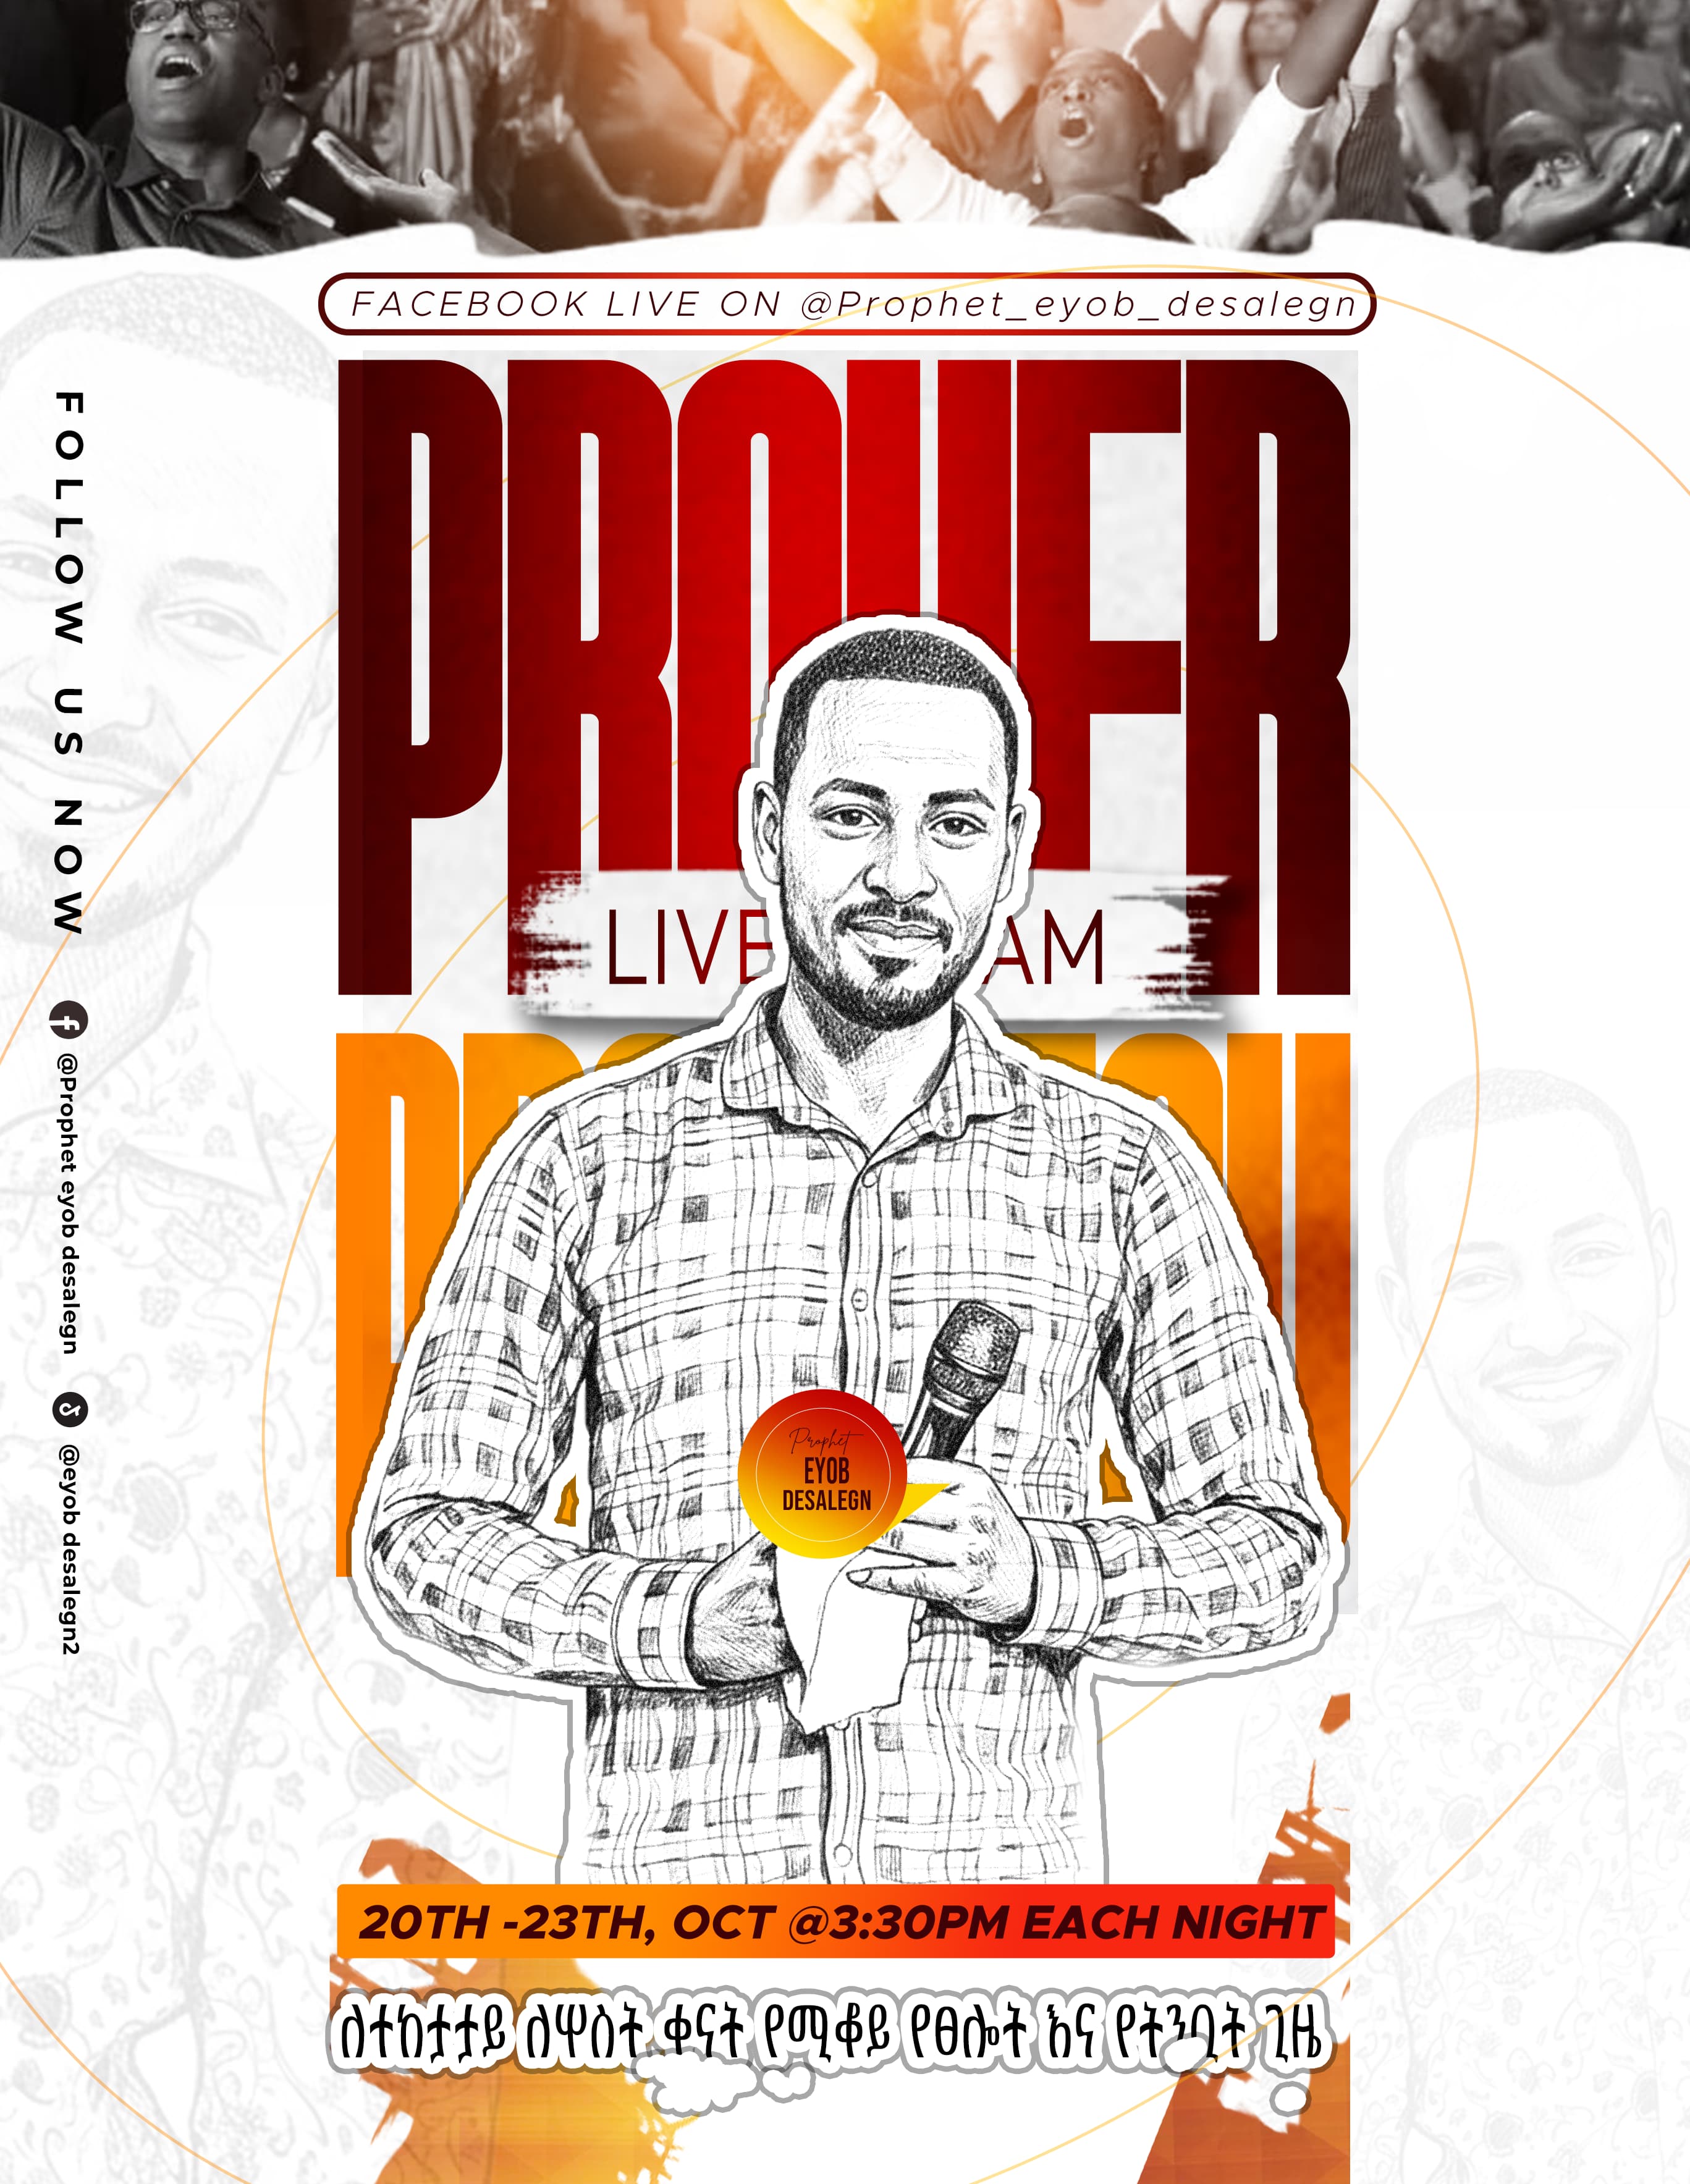 FACEBOOK LIVE ON @Prophet_eyob_desalegn
PRAYER
LIVE AM
Prophet
EYOB
DESALEGN
20TH -23TH, OCT @3:30PM EACH NIGHT
ለተከታታይ ለሦስት ቀናት የሚቆይ የፀሎት እና የትንቢት ጊዜ
FOLLOW US NOW
@Prophet eyob desalegn
@eyob desalegn2